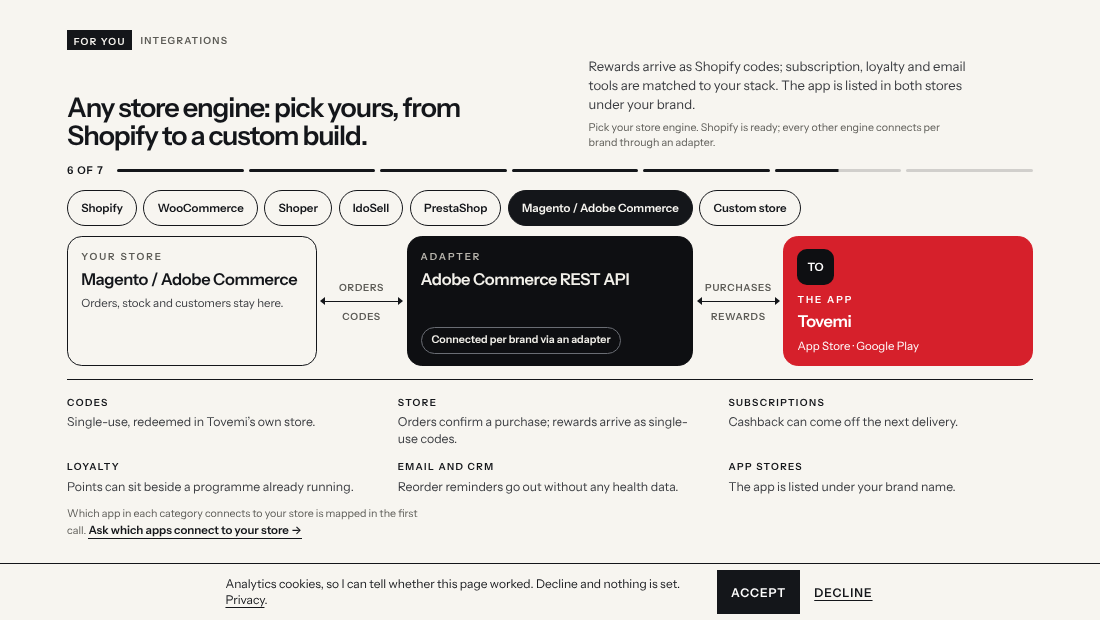 FOR YOU INTEGRATIONS
Any store engine: pick yours, from
Shopify to a custom build.
Rewards arrive as Shopify codes; subscription, loyalty and email
tools are matched to your stack. The app is listed in both stores
under your brand.
Pick your store engine. Shopify is ready; every other engine connects per
brand through an adapter.
6 OF 7
Shopify WooCommerce Shoper IdoSell PrestaShop Magento / Adobe Commerce Custom store
YOUR STORE
Magento / Adobe Commerce
Orders, stock and customers stay here.
ORDERS
CODES
ADAPTER
Adobe Commerce REST API
Connected per brand via an adapter
PURCHASES
REWARDS
TO
THE APP
Tovemi
App Store · Google Play
CODES
Single-use, redeemed in Tovemi's own store.
STORE
Orders confirm a purchase; rewards arrive as single-
use codes.
SUBSCRIPTIONS
Cashback can come off the next delivery.
LOYALTY
Points can sit beside a programme already running.
EMAIL AND CRM
Reorder reminders go out without any health data.
APP STORES
The app is listed under your brand name.
Which app in each category connects to your store is mapped in the first
call. Ask which apps connect to your store →
Analytics cookies, so I can tell whether this page worked. Decline and nothing is set.
Privacy.
ACCEPT
DECLINE